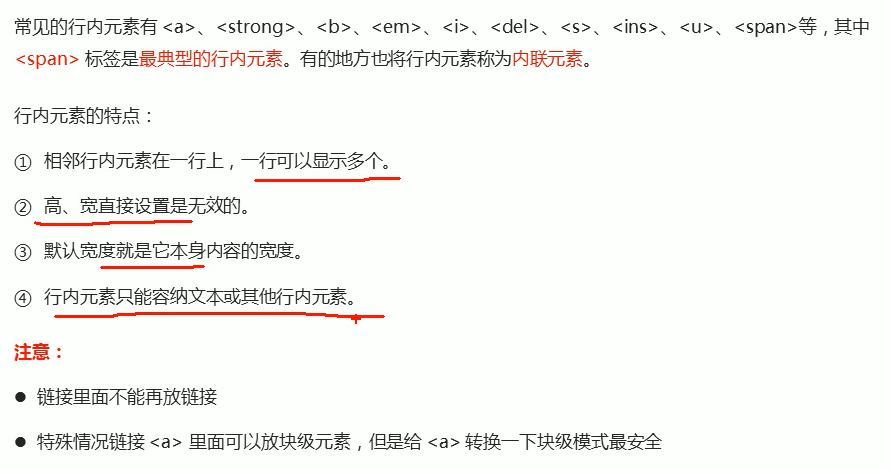 常见的行内元素有 <a>、<strong>、<b>、<em>、<i>、<del>、<s>、<ins>、<u>、<span>等，其中
<span> 标签是最典型的行内元素。有的地方也将行内元素称为内联元素。
行内元素的特点：
① 相邻行内元素在一行上，一行可以显示多个。
② 高、宽直接设置是无效的。
③ 默认宽度就是它本身内容的宽度。
④ 行内元素只能容纳文本或其他行内元素。
注意：
● 链接里面不能再放链接
● 特殊情况链接 <a> 里面可以放块级元素，但是给 <a> 转换一下块级模式最安全